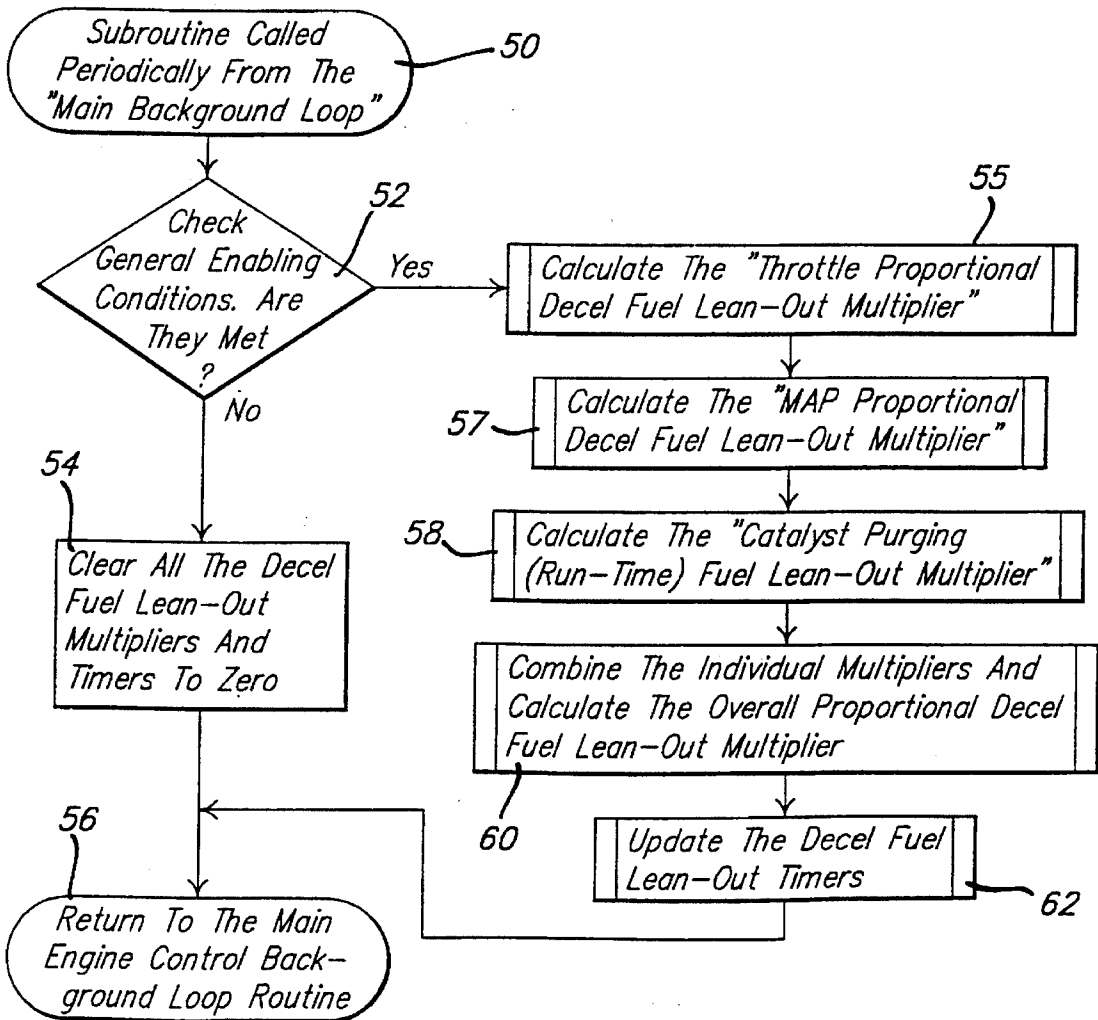 Subroutine Called
Periodically From The
"Main Background Loop"
50
Check
General Enabling
Conditions. Are
They Met
?
52
Yes
No
55
Calculate The "Throttle Proportional
Decel Fuel Lean-Out Multiplier"
57
Calculate The "MAP Proportional
Decel Fuel Lean-Out Multiplier"
58
Calculate The "Catalyst Purging
(Run-Time) Fuel Lean-Out Multiplier"
Combine The Individual Multipliers And
Calculate The Overall Proportional Decel
Fuel Lean-Out Multiplier
60
Update The Decel Fuel
Lean-Out Timers
62
54
Clear All The Decel
Fuel Lean-Out
Multipliers And
Timers To Zero
56
Return To The Main
Engine Control Back-
ground Loop Routine